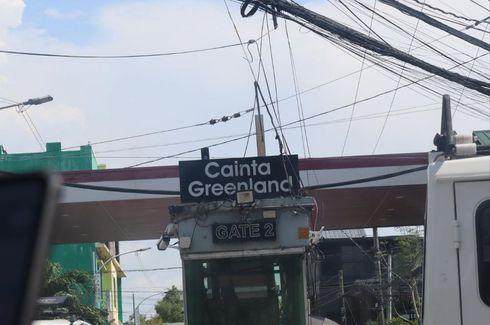 Cainta
Greenland
GATE 2